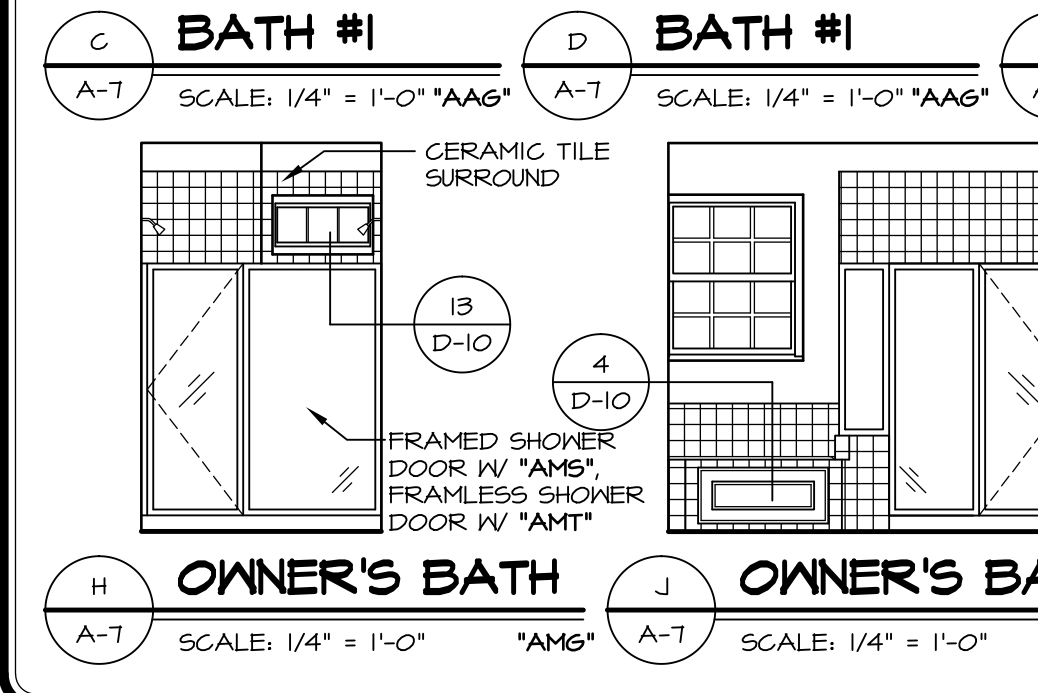 C
A-7
BATH #1
SCALE: 1/4" = 1'-0" "AAG"
D
A-7
BATH #1
SCALE: 1/4" = 1'-0" "AAG"
CERAMIC TILE
SURROUND
13
D-10
4
D-10
FRAMED SHOWER
DOOR W/ "AMS",
FRAMLESS SHOWER
DOOR W/ "AMT"
H
A-7
OWNER'S BATH
SCALE: 1/4" = 1'-0" "AMG"
J
A-7
OWNER'S
SCALE: 1/4" = 1'-0"